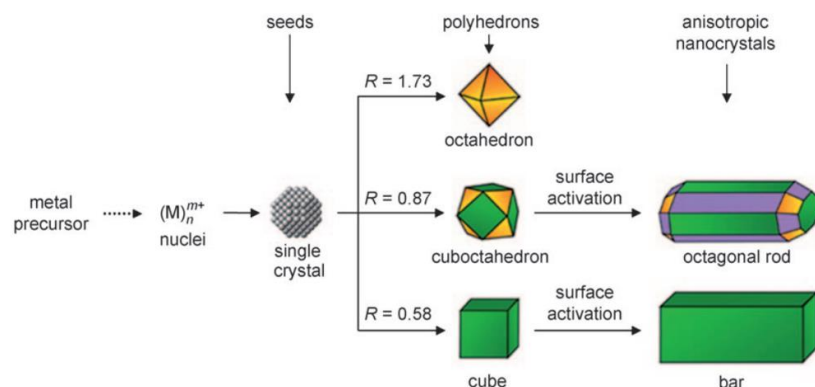 seeds
polyhedrons
anisotropic
nanocrystals
R = 1.73
octahedron
metal
precursor
(M)ₙᵐ⁺
nuclei
single
crystal
R = 0.87
cuboctahedron
surface
activation
octagonal rod
R = 0.58
cube
surface
activation
bar